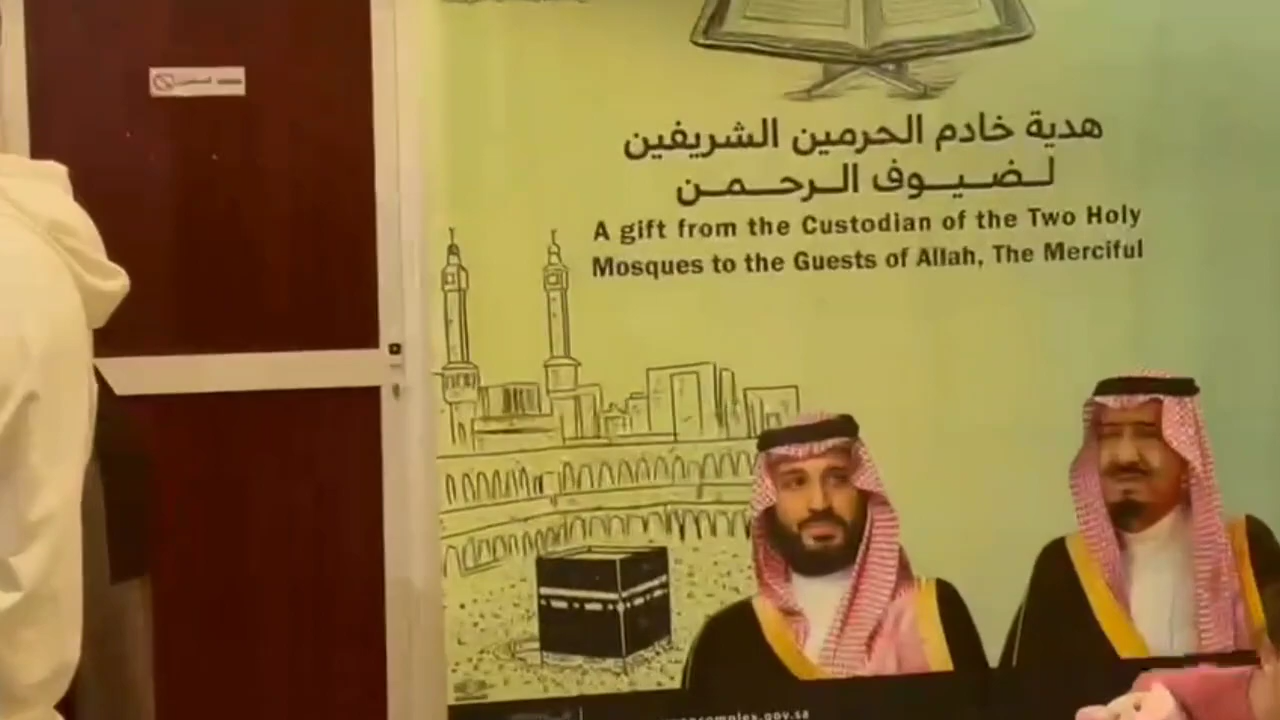 هدية خادم الحرمين الشريفين
لضيوف الرحمن
A gift from the Custodian of the Two Holy
Mosques to the Guests of Allah, The Merciful